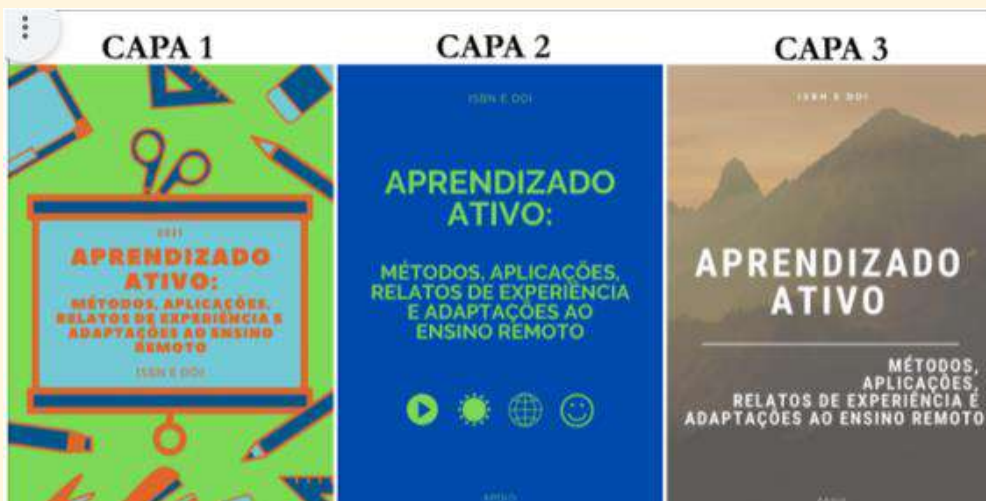 CAPA 1
CAPA 2
CAPA 3
2021
APRENDIZADO
ATIVO:
MÉTODOS, APLICAÇÕES,
RELATOS DE EXPERIÊNCIA E
ADAPTAÇÕES AO ENSINO
REMOTO
ISBN E DOI
ISBN E DOI
APRENDIZADO
ATIVO:
MÉTODOS, APLICAÇÕES,
RELATOS DE EXPERIÊNCIA
E ADAPTAÇÕES AO
ENSINO REMOTO
ISBN E DOI
APRENDIZADO
ATIVO
MÉTODOS,
APLICAÇÕES,
RELATOS DE EXPERIÊNCIA E
ADAPTAÇÕES AO ENSINO REMOTO